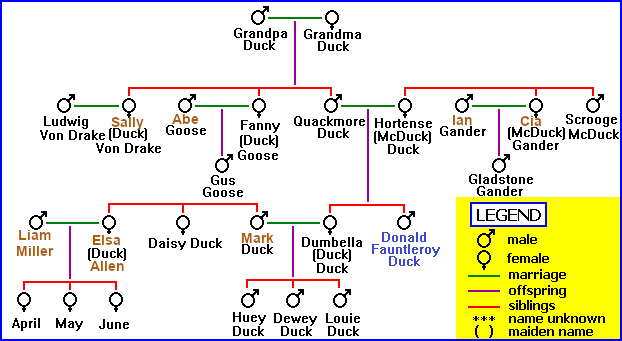 Grandpa
Duck
Grandma
Duck
Ludwig
Von Drake
Sally
(Duck)
Von Drake
Abe
Goose
Fanny
(Duck)
Goose
Quackmore
Duck
Hortense
(McDuck)
Duck
Ian
Gander
Cla
(McDuck)
Gander
Scrooge
McDuck
Gus
Goose
Gladstone
Gander
Liam
Miller
Elsa
(Duck)
Allen
Daisy Duck
Mark
Duck
Dumbella
(Duck)
Duck
Donald
Fauntleroy
Duck
April
May
June
Huey
Duck
Dewey
Duck
Louie
Duck
LEGEND
male
female
marriage
offspring
siblings
*** name unknown
( ) maiden name